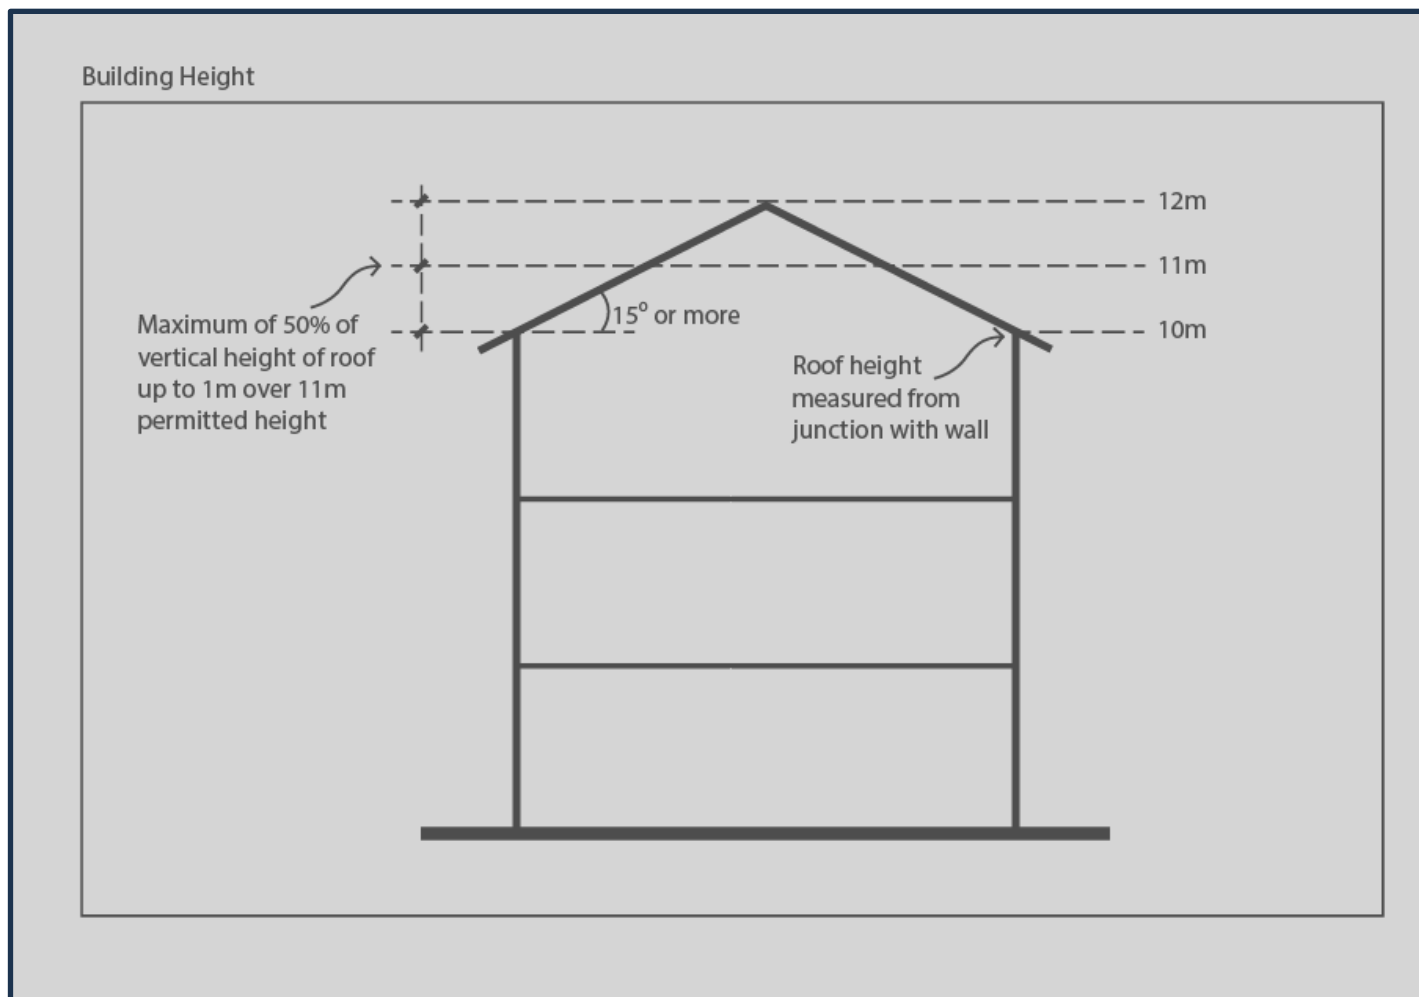 Building Height
12m
11m
10m
15° or more
Maximum of 50% of
vertical height of roof
up to 1m over 11m
permitted height
Roof height
measured from
junction with wall